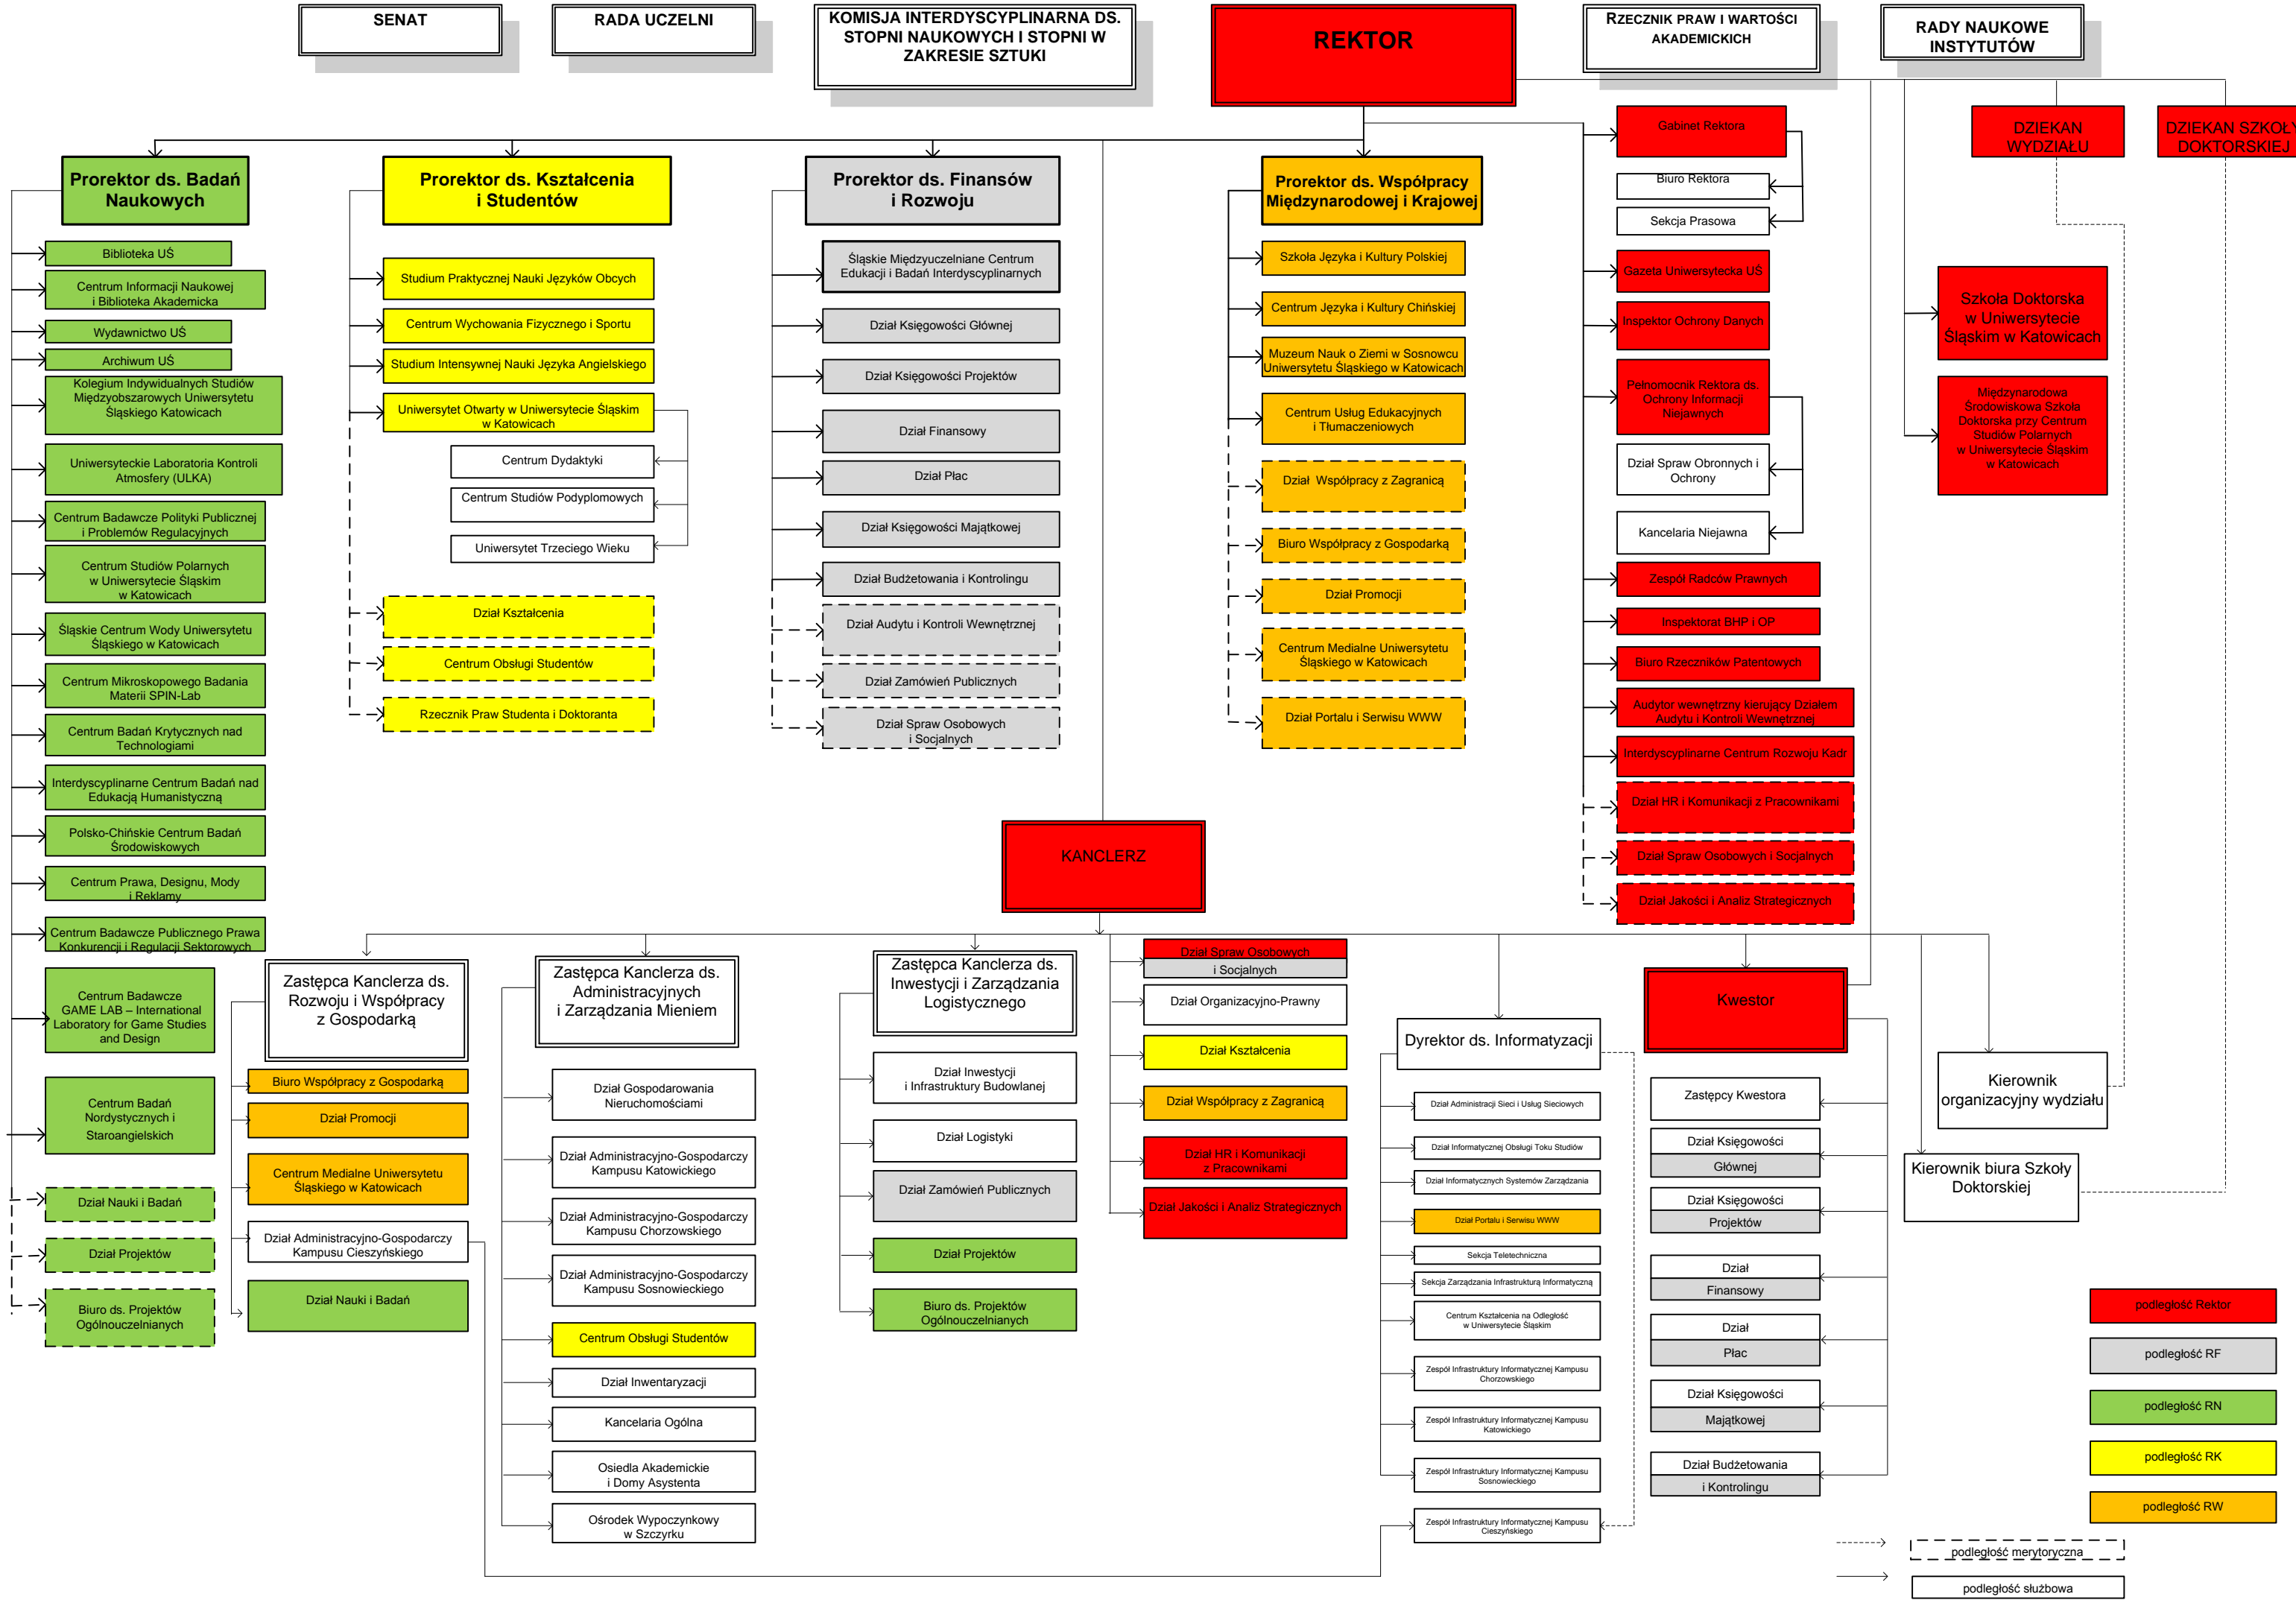 SENAT
RADA UCZELNI
KOMISJA INTERDYSCYPLINARNA DS.
STOPNI NAUKOWYCH I STOPNI W
ZAKRESIE SZTUKI
REKTOR
RZECZNIK PRAW I WARTOŚCI
AKADEMICKICH
RADY NAUKOWE
INSTYTUTÓW
DZIEKAN
WYDZIAŁU
DZIEKAN SZKOŁY
DOKTORSKIEJ
Prorektor ds. Badań
Naukowych
Biblioteka UŚ
Centrum Informacji Naukowej
i Biblioteka Akademicka
Wydawnictwo UŚ
Archiwum UŚ
Kolegium Indywidualnych Studiów
Międzyobszarowych Uniwersytetu
Śląskiego Katowicach
Uniwersyteckie Laboratoria Kontroli
Atmosfery (ULKA)
Centrum Badawcze Polityki Publicznej
i Problemów Regulacyjnych
Centrum Studiów Polarnych
w Uniwersytecie Śląskim
w Katowicach
Śląskie Centrum Wody Uniwersytetu
Śląskiego w Katowicach
Centrum Mikroskopowego Badania
Materii SPIN-Lab
Centrum Badań Krytycznych nad
Technologiami
Interdyscyplinarne Centrum Badań nad
Edukacją Humanistyczną
Polsko-Chińskie Centrum Badań
Środowiskowych
Centrum Prawa, Designu, Mody
i Reklamy
Centrum Badawcze Publicznego Prawa
Konkurencji i Regulacji Sektorowych
Centrum Badawcze
GAME LAB – International
Laboratory for Game Studies
and Design
Centrum Badań
Nordystycznych i
Staroangielskich
Dział Nauki i Badań
Dział Projektów
Biuro ds. Projektów
Ogólnouczelnianych
Prorektor ds. Kształcenia
i Studentów
Studium Praktycznej Nauki Języków Obcych
Centrum Wychowania Fizycznego i Sportu
Studium Intensywnej Nauki Języka Angielskiego
Uniwersytet Otwarty w Uniwersytecie Śląskim
w Katowicach
Centrum Dydaktyki
Centrum Studiów Podyplomowych
Uniwersytet Trzeciego Wieku
Dział Kształcenia
Centrum Obsługi Studentów
Rzecznik Praw Studenta i Doktoranta
Prorektor ds. Finansów
i Rozwoju
Śląskie Międzyuczelniane Centrum
Edukacji i Badań Interdyscyplinarnych
Dział Księgowości Głównej
Dział Księgowości Projektów
Dział Finansowy
Dział Płac
Dział Księgowości Majątkowej
Dział Budżetowania i Kontrolingu
Dział Audytu i Kontroli Wewnętrznej
Dział Zamówień Publicznych
Dział Spraw Osobowych
i Socjalnych
Prorektor ds. Współpracy
Międzynarodowej i Krajowej
Szkoła Języka i Kultury Polskiej
Centrum Języka i Kultury Chińskiej
Muzeum Nauk o Ziemi w Sosnowcu
Uniwersytetu Śląskiego w Katowicach
Centrum Usług Edukacyjnych
i Tłumaczeniowych
Dział Współpracy z Zagranicą
Biuro Współpracy z Gospodarką
Dział Promocji
Centrum Medialne Uniwersytetu
Śląskiego w Katowicach
Dział Portalu i Serwisu WWW
Gabinet Rektora
Biuro Rektora
Sekcja Prasowa
Gazeta Uniwersytecka UŚ
Inspektor Ochrony Danych
Pełnomocnik Rektora ds.
Ochrony Informacji
Niejawnych
Dział Spraw Obronnych i
Ochrony
Kancelaria Niejawna
Zespół Radców Prawnych
Inspektorat BHP i OP
Biuro Rzeczników Patentowych
Audytor wewnętrzny kierujący Działem
Audytu i Kontroli Wewnętrznej
Interdyscyplinarne Centrum Rozwoju Kadr
Dział HR i Komunikacji z Pracownikami
Dział Spraw Osobowych i Socjalnych
Dział Jakości i Analiz Strategicznych
Szkoła Doktorska
w Uniwersytecie
Śląskim w Katowicach
Międzynarodowa
Środowiskowa Szkoła
Doktorska przy Centrum
Studiów Polarnych
w Uniwersytecie Śląskim
w Katowicach
KANCLERZ
Zastępca Kanclerza ds.
Rozwoju i Współpracy
z Gospodarką
Biuro Współpracy z Gospodarką
Dział Promocji
Centrum Medialne Uniwersytetu
Śląskiego w Katowicach
Dział Administracyjno-Gospodarczy
Kampusu Cieszyńskiego
Dział Nauki i Badań
Zastępca Kanclerza ds.
Administracyjnych
i Zarządzania Mieniem
Dział Gospodarowania
Nieruchomościami
Dział Administracyjno-Gospodarczy
Kampusu Katowickiego
Dział Administracyjno-Gospodarczy
Kampusu Chorzowskiego
Dział Administracyjno-Gospodarczy
Kampusu Sosnowieckiego
Centrum Obsługi Studentów
Dział Inwentaryzacji
Kancelaria Ogólna
Osiedla Akademickie
i Domy Asystenta
Ośrodek Wypoczynkowy
w Szczyrku
Zastępca Kanclerza ds.
Inwestycji i Zarządzania
Logistycznego
Dział Inwestycji
i Infrastruktury Budowlanej
Dział Logistyki
Dział Zamówień Publicznych
Dział Projektów
Biuro ds. Projektów
Ogólnouczelnianych
Dział Spraw Osobowych
i Socjalnych
Dział Organizacyjno-Prawny
Dział Kształcenia
Dział Współpracy z Zagranicą
Dział HR i Komunikacji
z Pracownikami
Dział Jakości i Analiz Strategicznych
Dyrektor ds. Informatyzacji
Dział Administracji Sieci i Usług Sieciowych
Dział Informatycznej Obsługi Toku Studiów
Dział Informatycznych Systemów Zarządzania
Dział Portalu i Serwisu WWW
Sekcja Teletechniczna
Sekcja Zarządzania Infrastrukturą Informatyczną
Centrum Kształcenia na Odległość
w Uniwersytecie Śląskim
Zespół Infrastruktury Informatycznej Kampusu
Chorzowskiego
Zespół Infrastruktury Informatycznej Kampusu
Katowickiego
Zespół Infrastruktury Informatycznej Kampusu
Sosnowieckiego
Zespół Infrastruktury Informatycznej Kampusu
Cieszyńskiego
Kwestor
Zastępcy Kwestora
Dział Księgowości
Głównej
Dział Księgowości
Projektów
Dział
Finansowy
Dział
Płac
Dział Księgowości
Majątkowej
Dział Budżetowania
i Kontrolingu
Kierownik
organizacyjny wydziału
Kierownik biura Szkoły
Doktorskiej
podległość Rektor
podległość RF
podległość RN
podległość RK
podległość RW
podległość merytoryczna
podległość służbowa